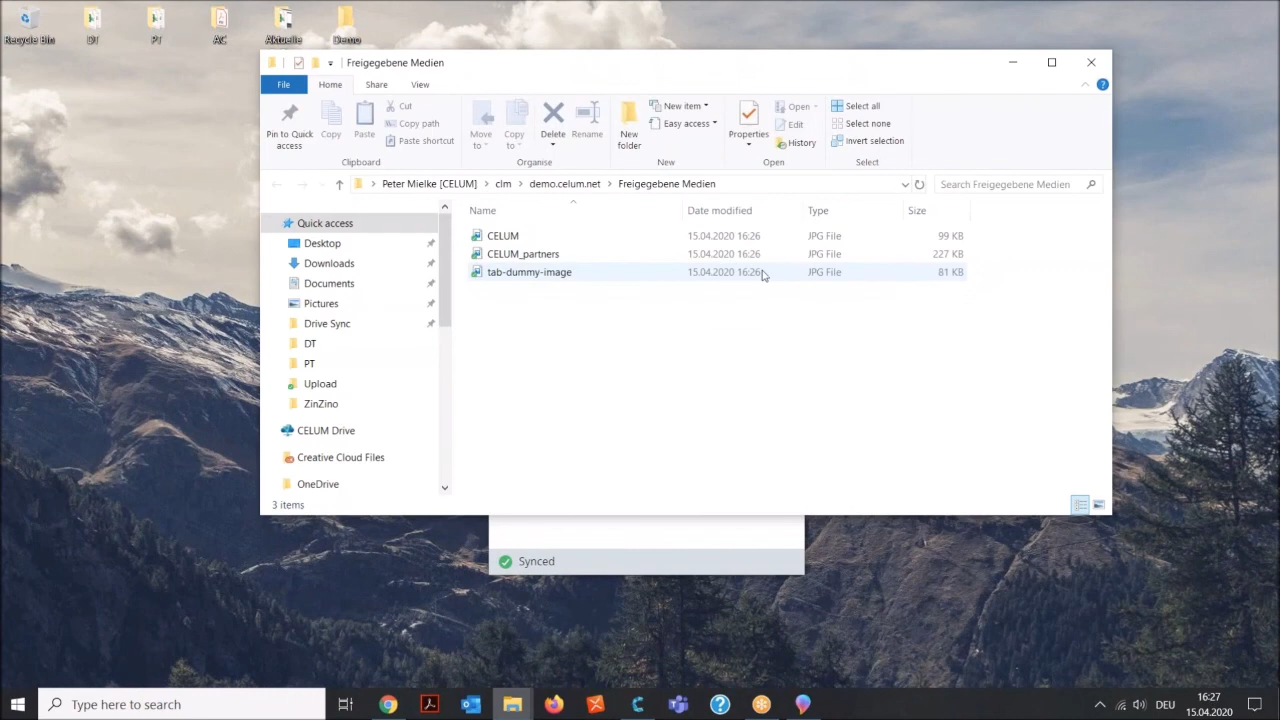 Recycle Bin
DT
PT
AC
Aktuelle
Demo
Freigegebene Medien
File
Home
Share
View
Pin to Quick access
Copy
Paste
Cut
Copy path
Paste shortcut
Clipboard
Move to
Copy to
Delete
Rename
Organise
New folder
New item
Easy access
New
Properties
Open
Edit
History
Open
Select all
Select none
Invert selection
Select
Peter Mielke [CELUM] > clm > demo.celum.net > Freigegebene Medien
Search Freigegebene Medien
Quick access
Desktop
Downloads
Documents
Pictures
Drive Sync
DT
PT
Upload
ZinZino
CELUM Drive
Creative Cloud Files
OneDrive
Name Date modified Type Size
CELUM 15.04.2020 16:26 JPG File 99 KB
CELUM_partners 15.04.2020 16:26 JPG File 227 KB
tab-dummy-image 15.04.2020 16:26 JPG File 81 KB
3 items
Synced
Type here to search
DEU
16:27
15.04.2020